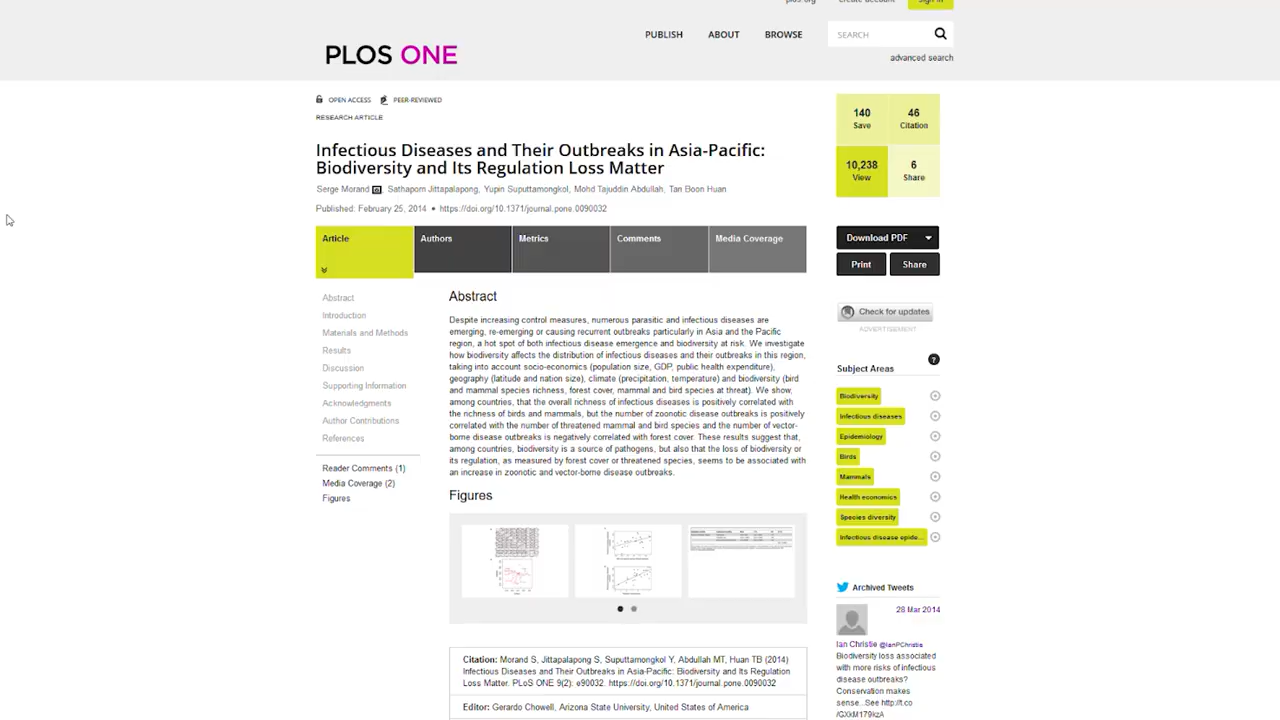 plos.org create account sign in
PUBLISH ABOUT BROWSE SEARCH
PLOS ONE
advanced search
OPEN ACCESS PEER-REVIEWED
RESEARCH ARTICLE
Infectious Diseases and Their Outbreaks in Asia-Pacific:
Biodiversity and Its Regulation Loss Matter
Serge Morand, Sathaporn Jittapalapong, Yupin Suputtamongkol, Mohd Tajuddin Abdullah, Tan Boon Huan
Published: February 25, 2014 • https://doi.org/10.1371/journal.pone.0090032
140
Save
46
Citation
10,238
View
6
Share
Article
Authors
Metrics
Comments
Media Coverage
Download PDF
Print
Share
Check for updates
ADVERTISEMENT
Abstract
Introduction
Materials and Methods
Results
Discussion
Supporting Information
Acknowledgments
Author Contributions
References
Reader Comments (1)
Media Coverage (2)
Figures
Abstract
Despite increasing control measures, numerous parasitic and infectious diseases are
emerging, re-emerging or causing recurrent outbreaks particularly in Asia and the Pacific
region, a hot spot of both infectious disease emergence and biodiversity at risk. We investigate
how biodiversity affects the distribution of infectious diseases and their outbreaks in this region,
taking into account socio-economics (population size, GDP, public health expenditure),
geography (latitude and nation size), climate (precipitation, temperature) and biodiversity (bird
and mammal species richness, forest cover, mammal and bird species at threat). We show,
among countries, that the overall richness of infectious diseases is positively correlated with
the richness of birds and mammals, but the number of zoonotic disease outbreaks is positively
correlated with the number of threatened mammal and bird species and the number of vector-
borne disease outbreaks is negatively correlated with forest cover. These results suggest that,
among countries, biodiversity is a source of pathogens, but also that the loss of biodiversity or
its regulation, as measured by forest cover or threatened species, seems to be associated with
an increase in zoonotic and vector-borne disease outbreaks.
Figures
Citation: Morand S, Jittapalapong S, Suputtamongkol Y, Abdullah MT, Huan TB (2014)
Infectious Diseases and Their Outbreaks in Asia-Pacific: Biodiversity and Its Regulation
Loss Matter. PLoS ONE 9(2): e90032. https://doi.org/10.1371/journal.pone.0090032
Editor: Gerardo Chowell, Arizona State University, United States of America
Subject Areas
?
Biodiversity
Infectious diseases
Epidemiology
Birds
Mammals
Health economics
Species diversity
Infectious disease epide...
Archived Tweets
28 Mar 2014
Ian Christie @IanPChristie
Biodiversity loss associated
with more risks of infectious
disease outbreaks?
Conservation makes
sense...See http://t.co
/GXkM179kzA